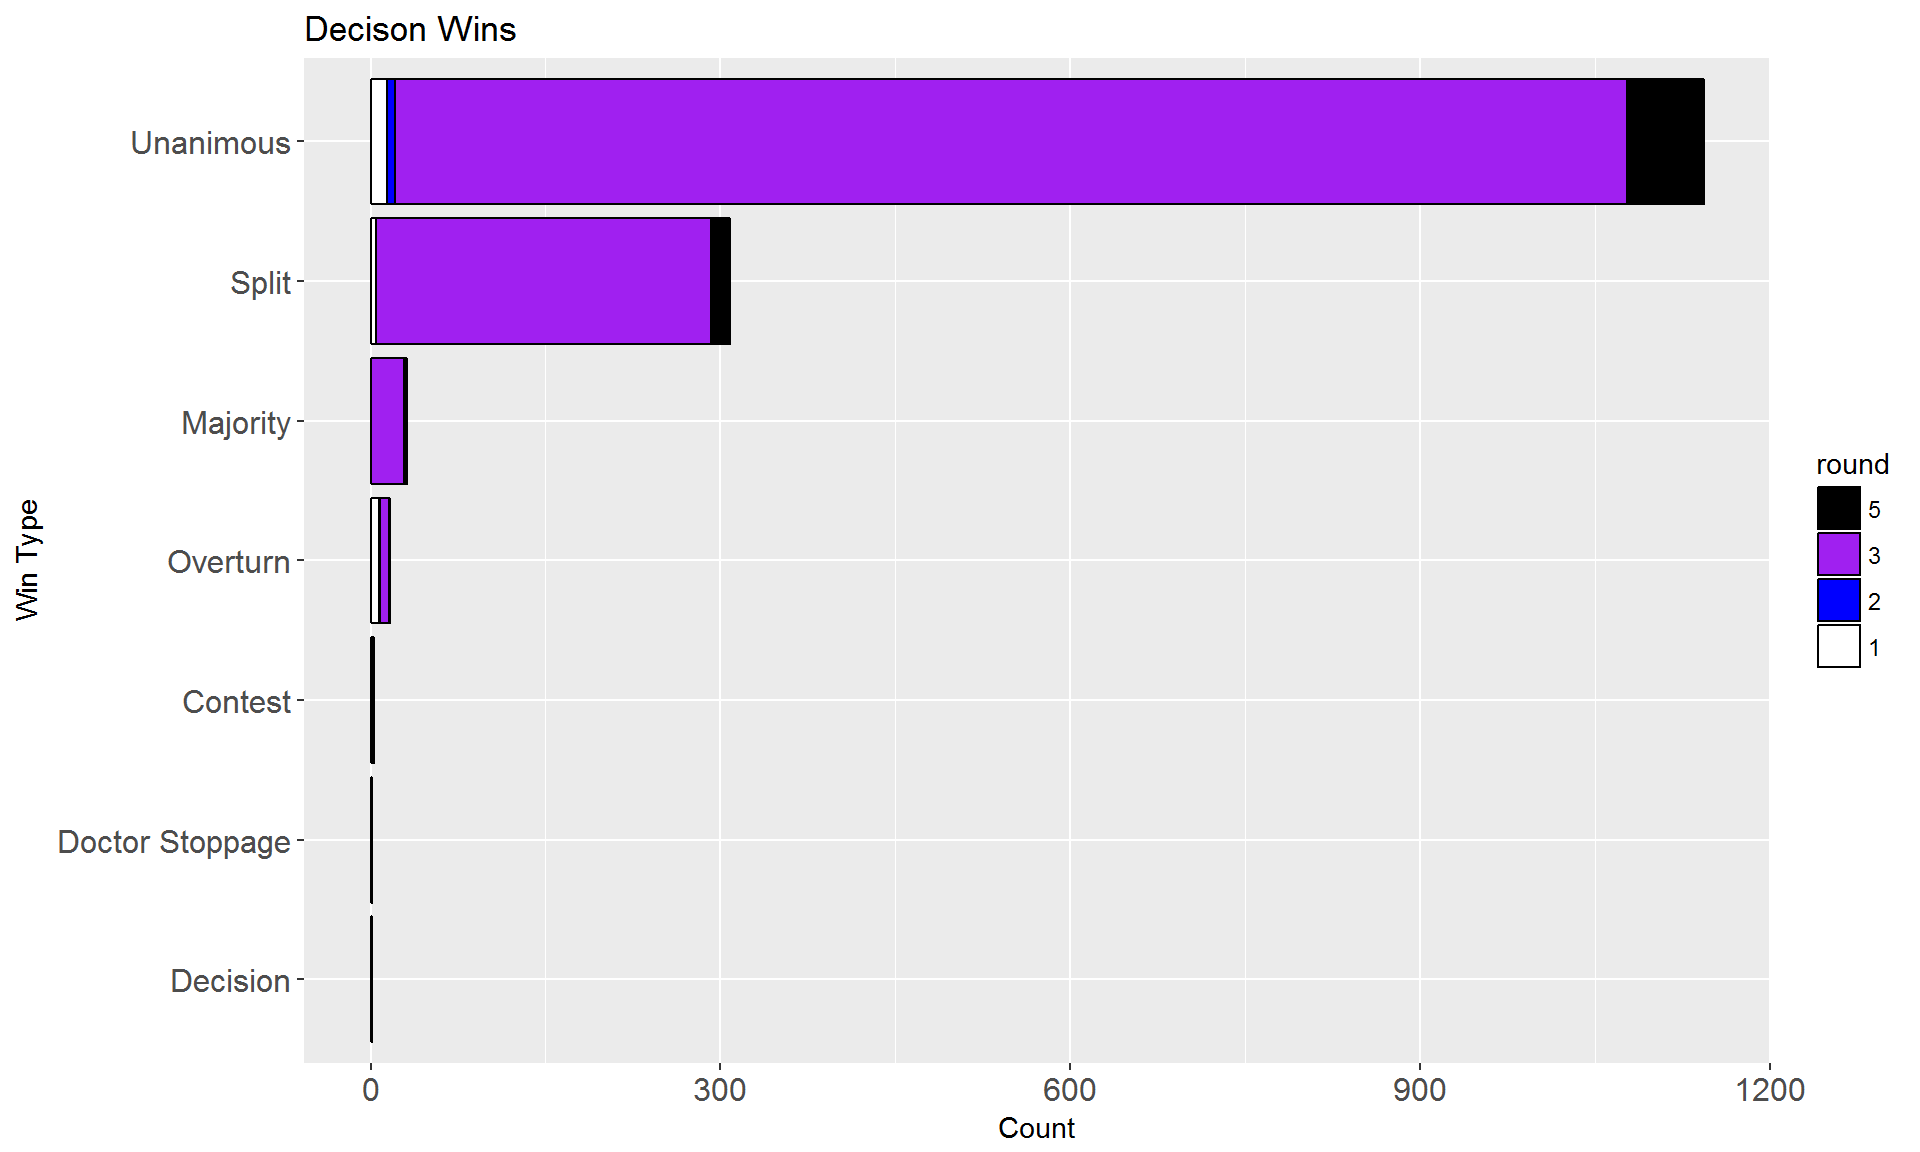 Decison Wins
Unanimous
Split
Majority
Overturn
Contest
Doctor Stoppage
Decision
Win Type
0 300 600 900 1200
Count
round
5
3
2
1